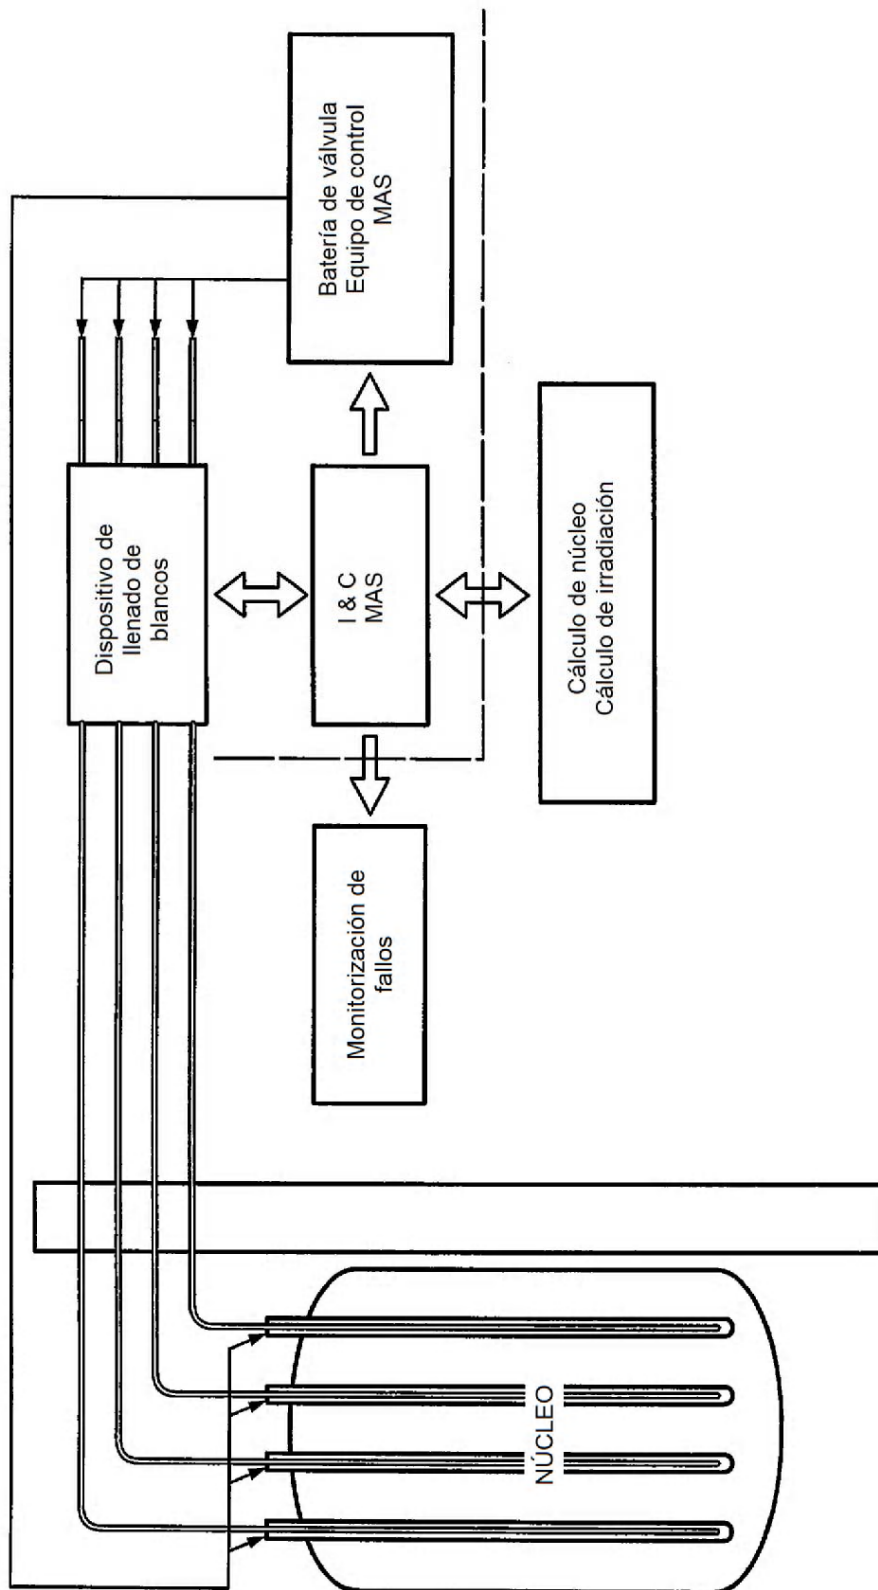 Dispositivo de
llenado de
blancos
Batería de válvula
Equipo de control
MAS
I & C
MAS
Monitorización de
fallos
Cálculo de núcleo
Cálculo de irradiación
NÚCLEO